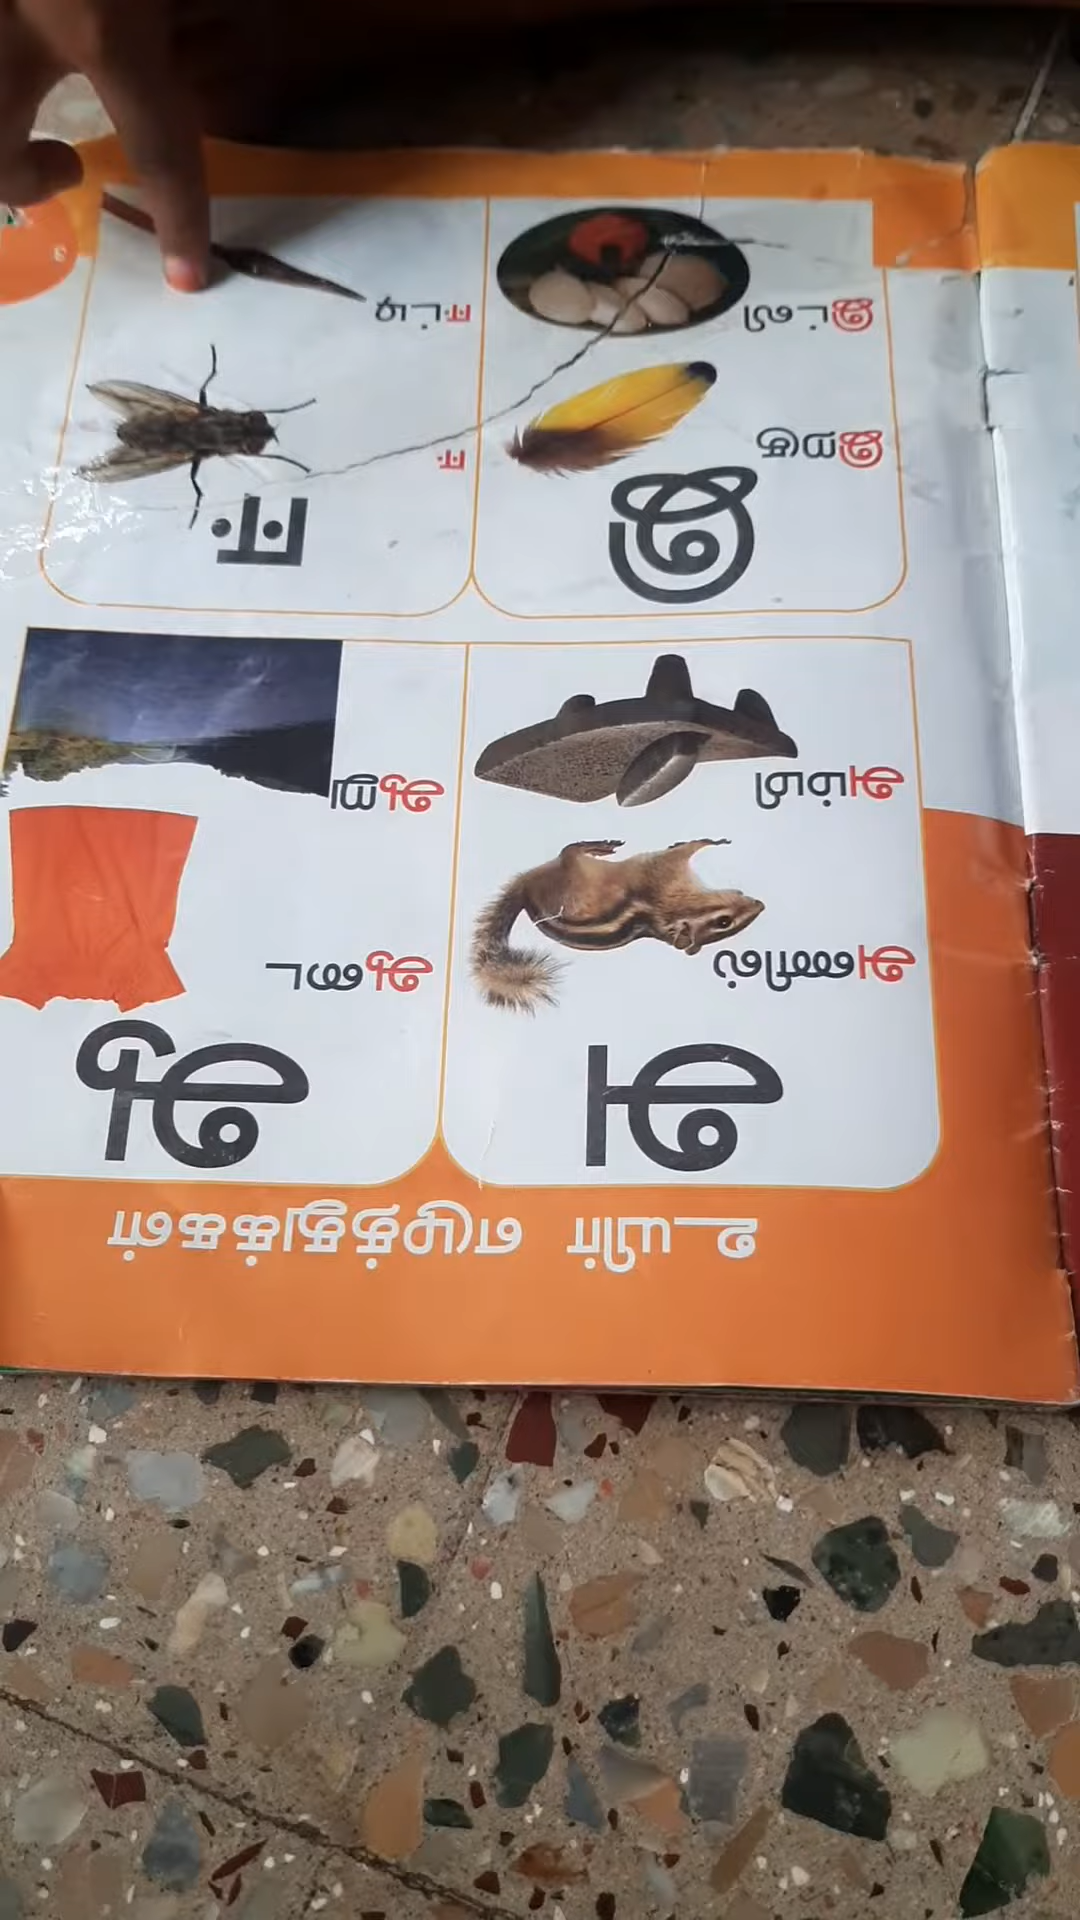 உயிர் எழுத்துக்கள்
அ
அணில்
அம்மி
ஆ
ஆடை
ஆறு
இ
இறகு
இட்லி
ஈ
ஈ
ஈட்டி